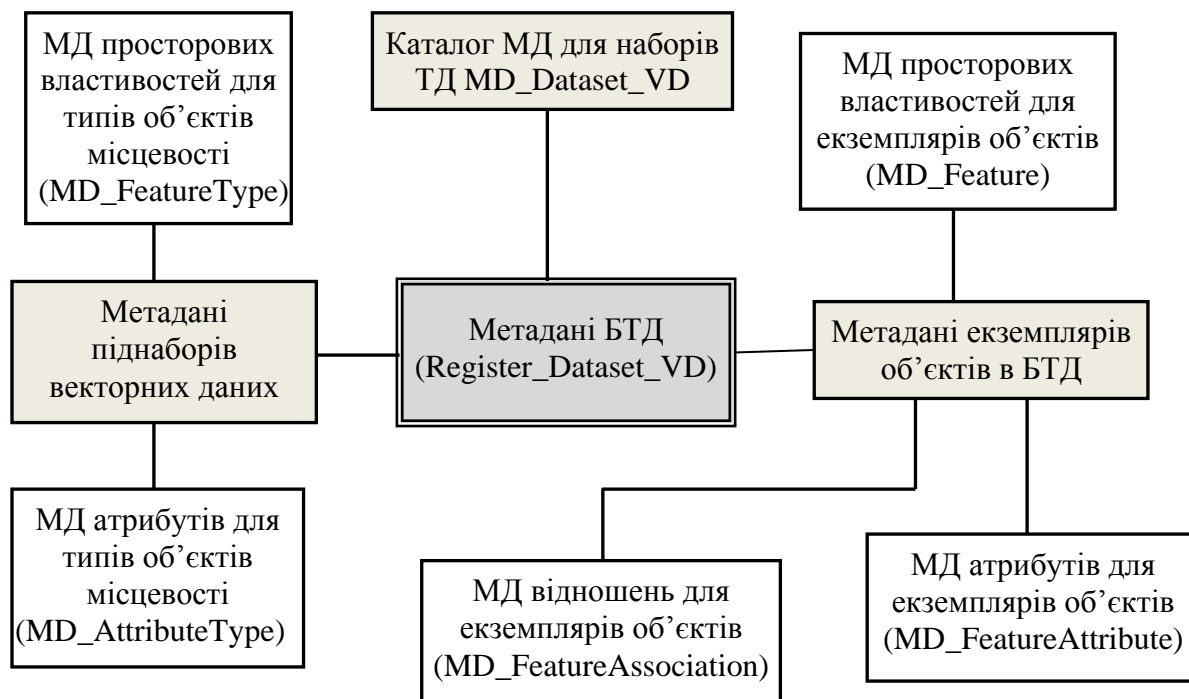 МД просторових
властивостей для
типів об’єктів
місцевості
(MD_FeatureType)
Каталог МД для наборів
ТД MD_Dataset_VD
МД просторових
властивостей для
екземплярів об’єктів
(MD_Feature)
Метадані
піднаборів
векторних даних
Метадані БТД
(Register_Dataset_VD)
Метадані екземплярів
об’єктів в БТД
МД атрибутів для
типів об’єктів
місцевості
(MD_AttributeType)
МД відношень для
екземплярів об’єктів
(MD_FeatureAssociation)
МД атрибутів для
екземплярів об’єктів
(MD_FeatureAttribute)